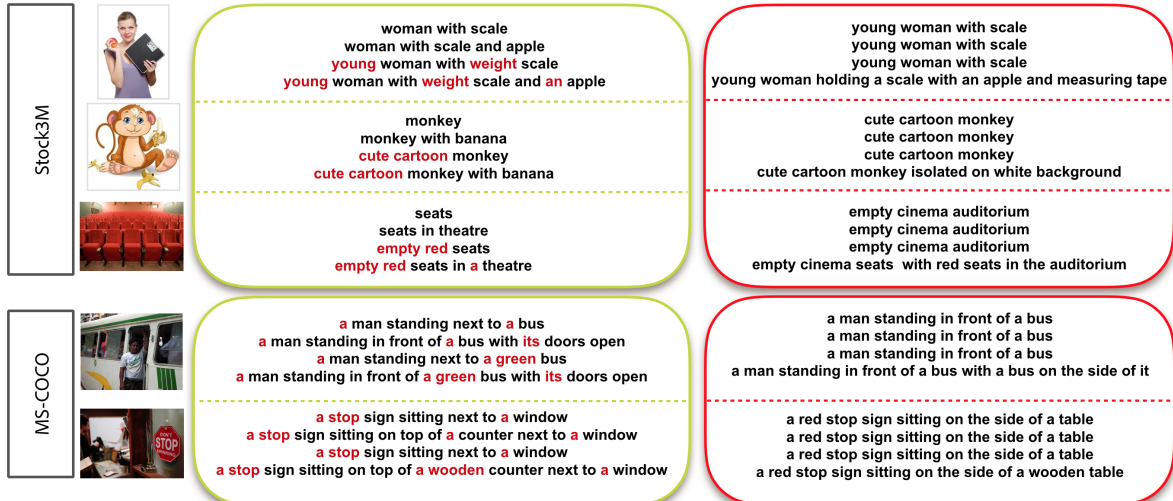 Stock3M
woman with scale
woman with scale and apple
young woman with weight scale
young woman with weight scale and an apple
young woman with scale
young woman with scale
young woman with scale
young woman holding a scale with an apple and measuring tape
monkey
monkey with banana
cute cartoon monkey
cute cartoon monkey with banana
cute cartoon monkey
cute cartoon monkey
cute cartoon monkey
cute cartoon monkey isolated on white background
seats
seats in theatre
empty red seats
empty red seats in a theatre
empty cinema auditorium
empty cinema auditorium
empty cinema auditorium
empty cinema seats with red seats in the auditorium
MS-COCO
a man standing next to a bus
a man standing in front of a bus with its doors open
a man standing next to a green bus
a man standing in front of a green bus with its doors open
a man standing in front of a bus
a man standing in front of a bus
a man standing in front of a bus
a man standing in front of a bus with a bus on the side of it
STOP
a stop sign sitting next to a window
a stop sign sitting on top of a counter next to a window
a stop sign sitting next to a window
a stop sign sitting on top of a wooden counter next to a window
a red stop sign sitting on the side of a table
a red stop sign sitting on the side of a table
a red stop sign sitting on the side of a table
a red stop sign sitting on the side of a wooden table